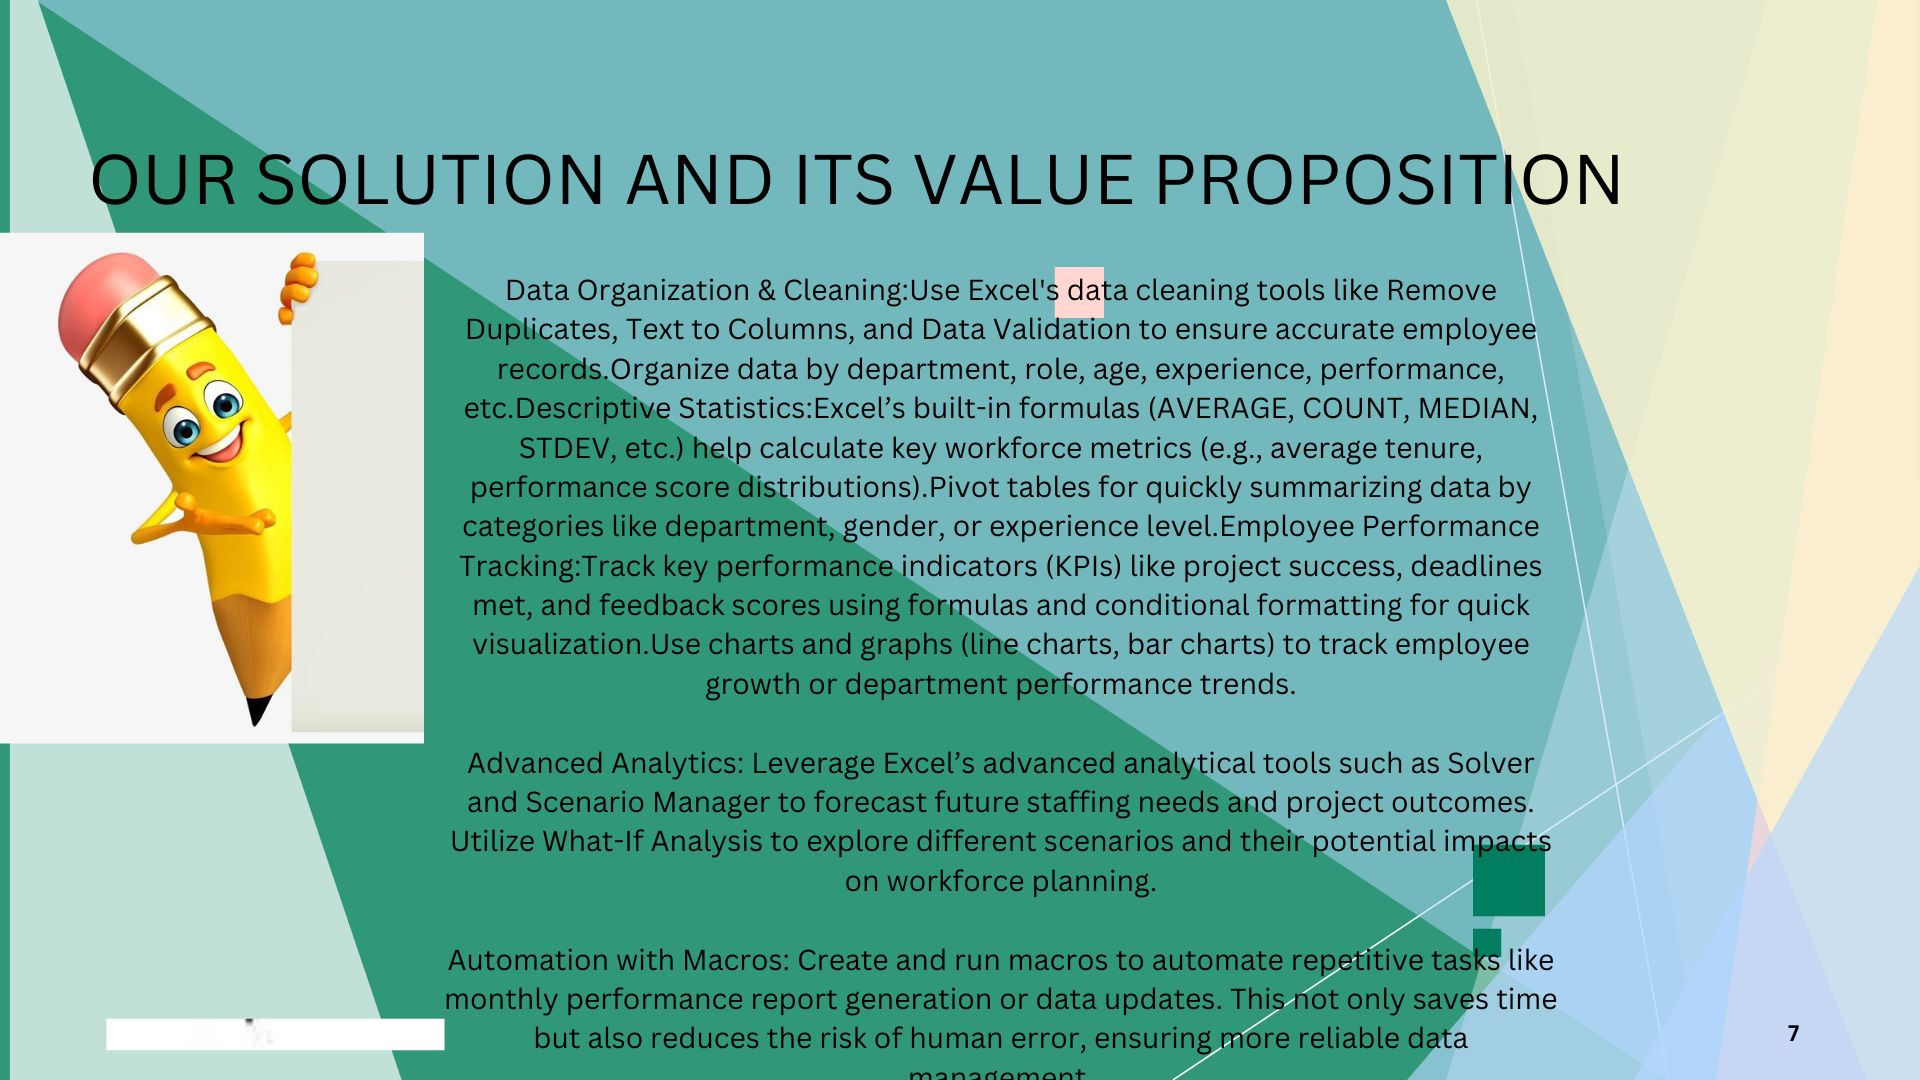 OUR SOLUTION AND ITS VALUE PROPOSITION
Data Organization & Cleaning:Use Excel's data cleaning tools like Remove
Duplicates, Text to Columns, and Data Validation to ensure accurate employee
records.Organize data by department, role, age, experience, performance,
etc.Descriptive Statistics:Excel’s built-in formulas (AVERAGE, COUNT, MEDIAN,
STDEV, etc.) help calculate key workforce metrics (e.g., average tenure,
performance score distributions).Pivot tables for quickly summarizing data by
categories like department, gender, or experience level.Employee Performance
Tracking:Track key performance indicators (KPIs) like project success, deadlines
met, and feedback scores using formulas and conditional formatting for quick
visualization.Use charts and graphs (line charts, bar charts) to track employee
growth or department performance trends.
Advanced Analytics: Leverage Excel’s advanced analytical tools such as Solver
and Scenario Manager to forecast future staffing needs and project outcomes.
Utilize What-If Analysis to explore different scenarios and their potential impacts
on workforce planning.
Automation with Macros: Create and run macros to automate repetitive tasks like
monthly performance report generation or data updates. This not only saves time
but also reduces the risk of human error, ensuring more reliable data
management.
7